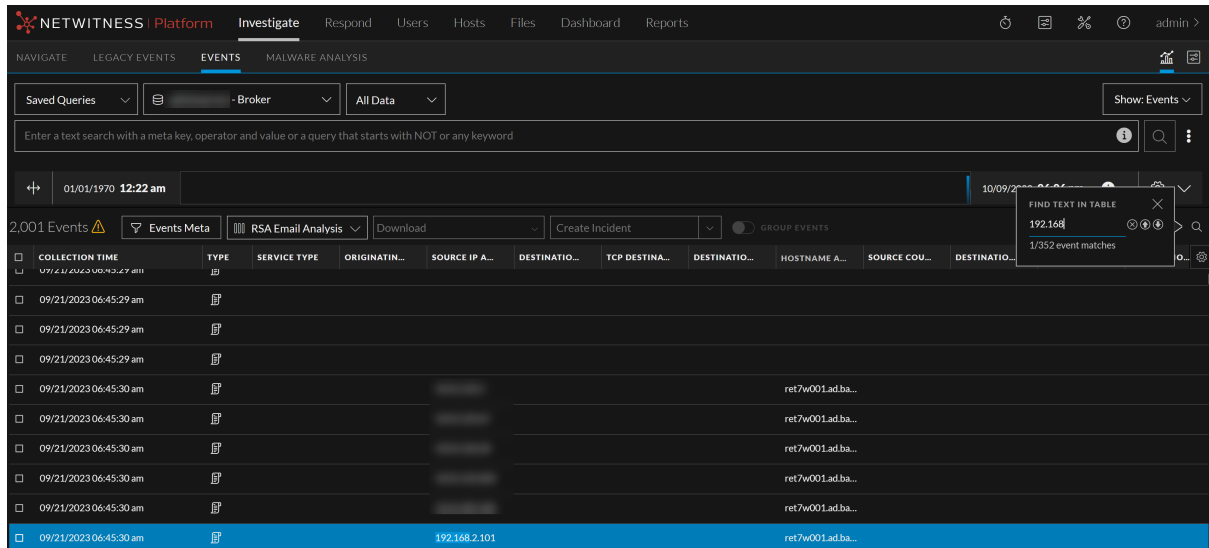 NETWITNESS | Platform Investigate Respond Users Hosts Files Dashboard Reports admin >
NAVIGATE LEGACY EVENTS EVENTS MALWARE ANALYSIS
Saved Queries - Broker All Data Show: Events
Enter a text search with a meta key, operator and value or a query that starts with NOT or any keyword
01/01/1970 12:22 am 10/09/
FIND TEXT IN TABLE
192.168
1/352 event matches
2,001 Events Events Meta RSA Email Analysis Download Create Incident GROUP EVENTS
COLLECTION TIME TYPE SERVICE TYPE ORIGINATIN... SOURCE IP A... DESTINATIO... TCP DESTINA... DESTINATIO... HOSTNAME A... SOURCE COU... DESTINATIO... O...
09/21/2023 06:45:29 am
09/21/2023 06:45:29 am
09/21/2023 06:45:29 am
09/21/2023 06:45:29 am
09/21/2023 06:45:30 am ret7w001.ad.ba...
09/21/2023 06:45:30 am ret7w001.ad.ba...
09/21/2023 06:45:30 am ret7w001.ad.ba...
09/21/2023 06:45:30 am ret7w001.ad.ba...
09/21/2023 06:45:30 am ret7w001.ad.ba...
09/21/2023 06:45:30 am 192.168.2.101 ret7w001.ad.ba...